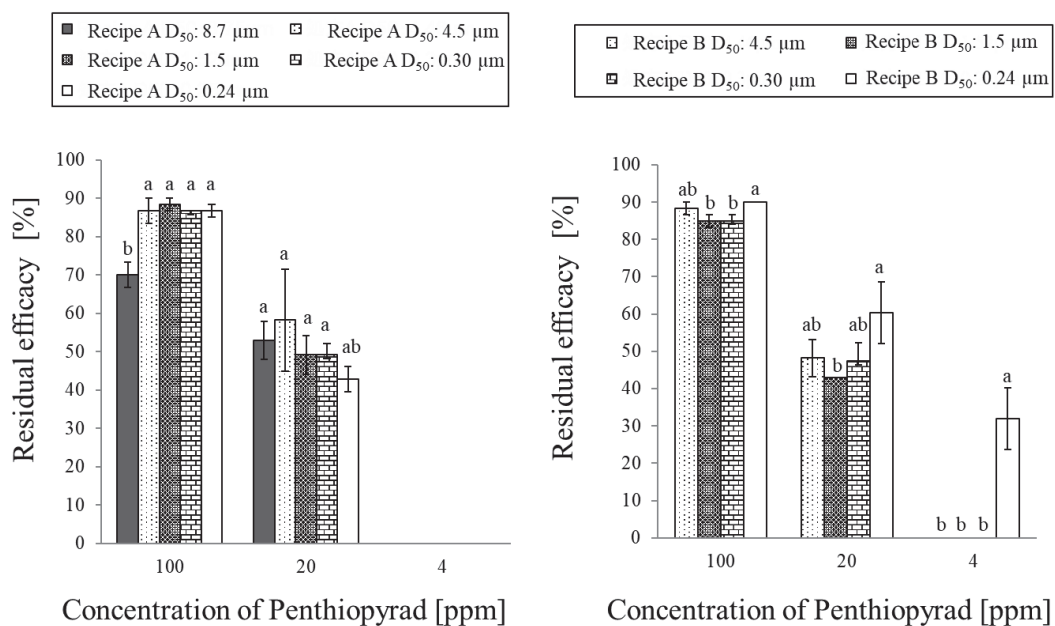 Recipe A D₅₀: 8.7 µm Recipe A D₅₀: 4.5 µm
Recipe A D₅₀: 1.5 µm Recipe A D₅₀: 0.30 µm
Recipe A D₅₀: 0.24 µm
Residual efficacy [%]
100
90
80
70
60
50
40
30
20
10
0
b a a a a
a a a a ab
100 20 4
Concentration of Penthiopyrad [ppm]
Recipe B D₅₀: 4.5 µm Recipe B D₅₀: 1.5 µm
Recipe B D₅₀: 0.30 µm Recipe B D₅₀: 0.24 µm
Residual efficacy [%]
100
90
80
70
60
50
40
30
20
10
0
ab b b a
ab b ab a
b b b a
100 20 4
Concentration of Penthiopyrad [ppm]